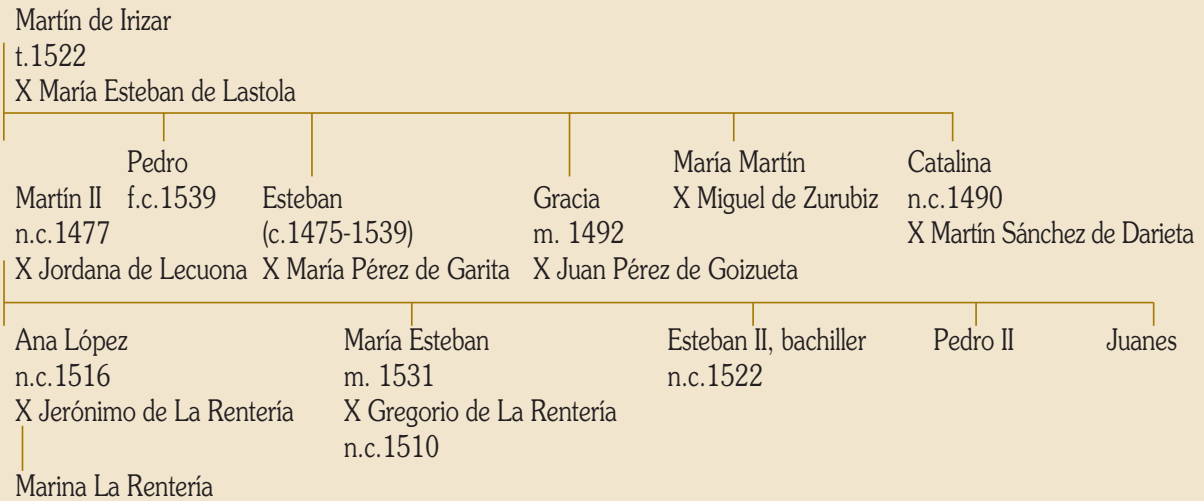 Martín de Irizar
t.1522
X María Esteban de Lastola
Pedro
f.c.1539
Martín II
n.c.1477
X Jordana de Lecuona
Esteban
(c.1475-1539)
X María Pérez de Garita
Gracia
m. 1492
X Juan Pérez de Goizueta
María Martín
X Miguel de Zurubiz
Catalina
n.c.1490
X Martín Sánchez de Darieta
Ana López
n.c.1516
X Jerónimo de La Rentería
María Esteban
m. 1531
X Gregorio de La Rentería
n.c.1510
Esteban II, bachiller
n.c.1522
Pedro II
Juanes
Marina La Rentería